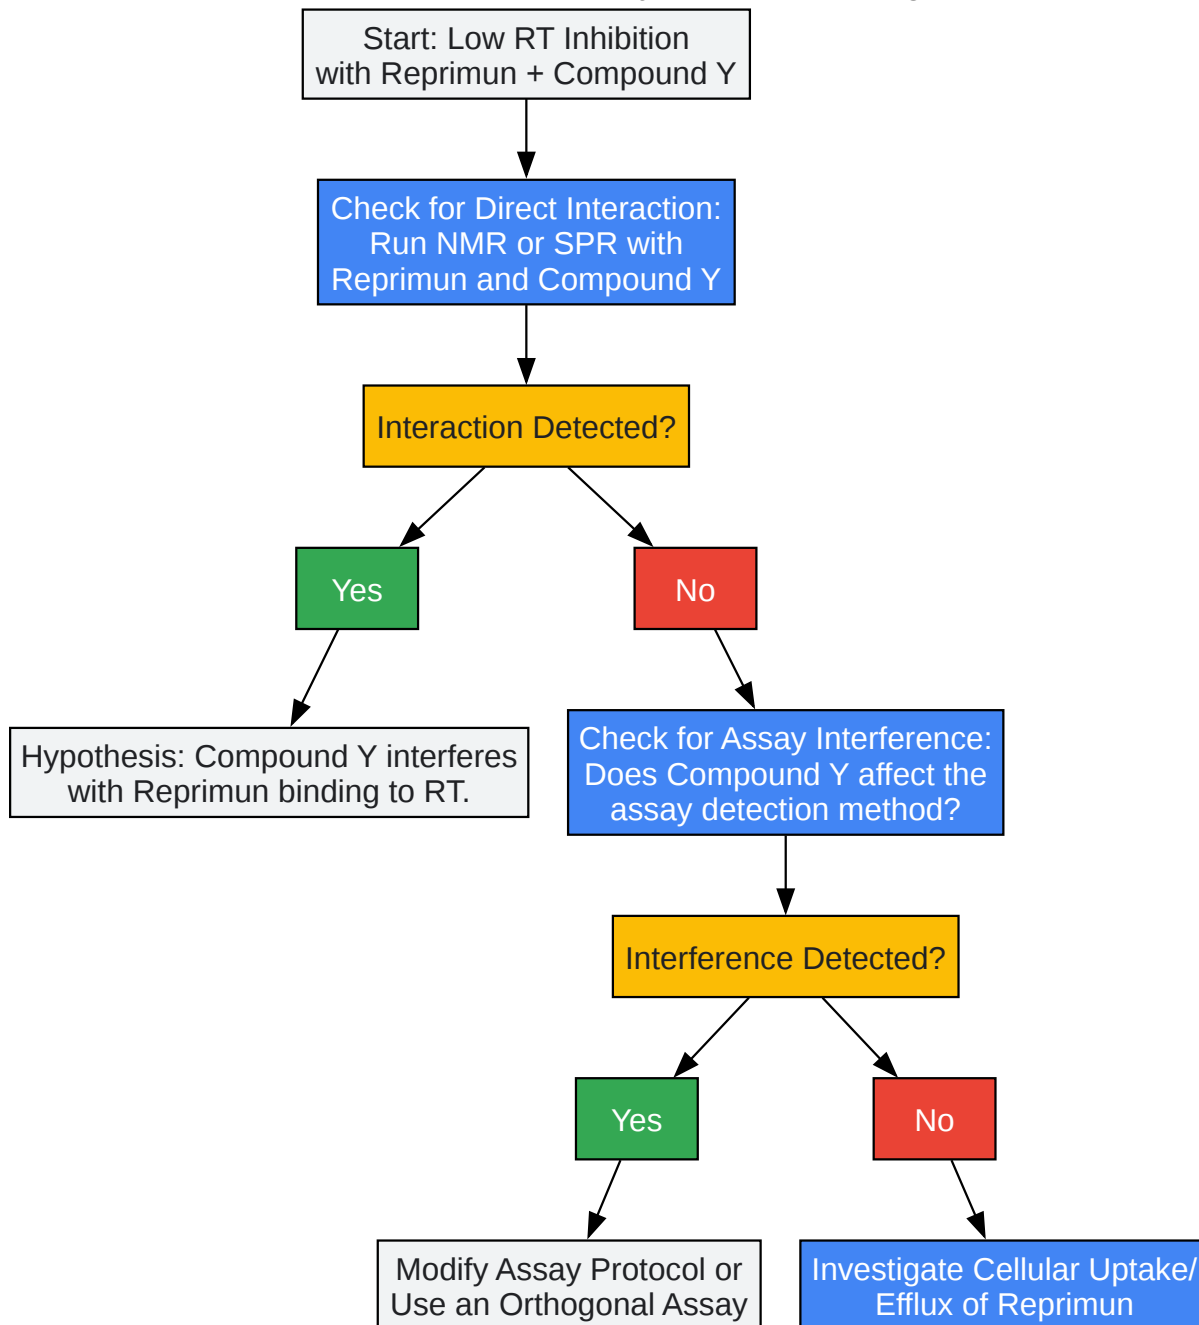 Start: Low RT Inhibition
with Reprimun + Compound Y
Check for Direct Interaction:
Run NMR or SPR with
Reprimun and Compound Y
Interaction Detected?
Yes
No
Hypothesis: Compound Y interferes
with Reprimun binding to RT.
Check for Assay Interference:
Does Compound Y affect the
assay detection method?
Interference Detected?
Yes
No
Modify Assay Protocol or
Use an Orthogonal Assay
Investigate Cellular Uptake/
Efflux of Reprimun